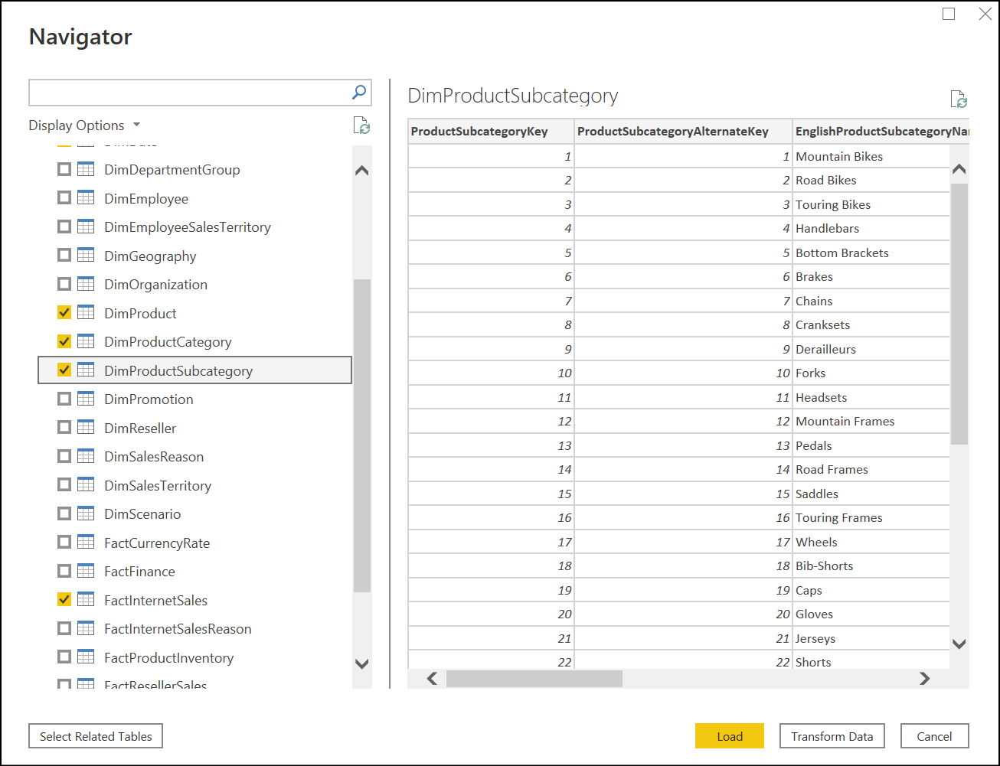 Navigator
Display Options
DimDate
DimDepartmentGroup
DimEmployee
DimEmployeeSalesTerritory
DimGeography
DimOrganization
DimProduct
DimProductCategory
DimProductSubcategory
DimPromotion
DimReseller
DimSalesReason
DimSalesTerritory
DimScenario
FactCurrencyRate
FactFinance
FactInternetSales
FactInternetSalesReason
FactProductInventory
FactResellerSales
DimProductSubcategory
ProductSubcategoryKey ProductSubcategoryAlternateKey EnglishProductSubcategoryNa
1 1 Mountain Bikes
2 2 Road Bikes
3 3 Touring Bikes
4 4 Handlebars
5 5 Bottom Brackets
6 6 Brakes
7 7 Chains
8 8 Cranksets
9 9 Derailleurs
10 10 Forks
11 11 Headsets
12 12 Mountain Frames
13 13 Pedals
14 14 Road Frames
15 15 Saddles
16 16 Touring Frames
17 17 Wheels
18 18 Bib-Shorts
19 19 Caps
20 20 Gloves
21 21 Jerseys
22 22 Shorts
Select Related Tables Load Transform Data Cancel